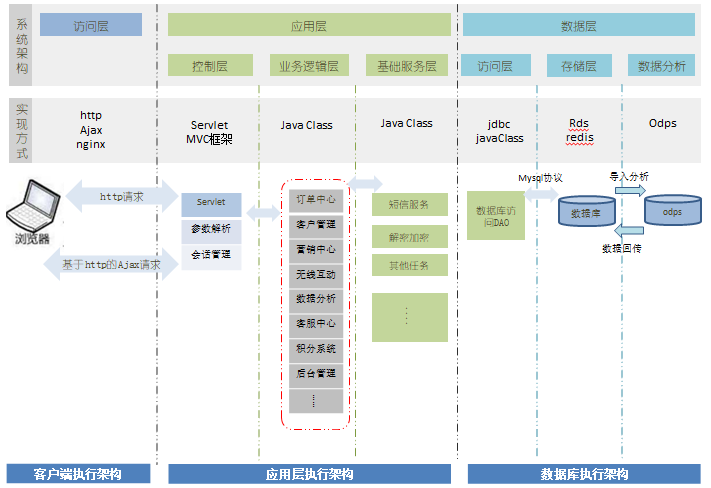 系统架构
访问层
应用层
数据层
控制层
业务逻辑层
基础服务层
访问层
存储层
数据分析
实现方式
http
Ajax
nginx
Servlet
MVC框架
Java Class
Java Class
jdbc
javaClass
Rds
redis
Odps
浏览器
http请求
基于http的Ajax请求
Servlet
参数解析
会话管理
订单中心
客户管理
营销中心
无线互动
数据分析
客服中心
积分系统
后台管理
短信服务
解密加密
其他任务
数据库访
问DAO
Mysql协议
数据库
导入分析
odps
数据回传
客户端执行架构
应用层执行架构
数据库执行架构